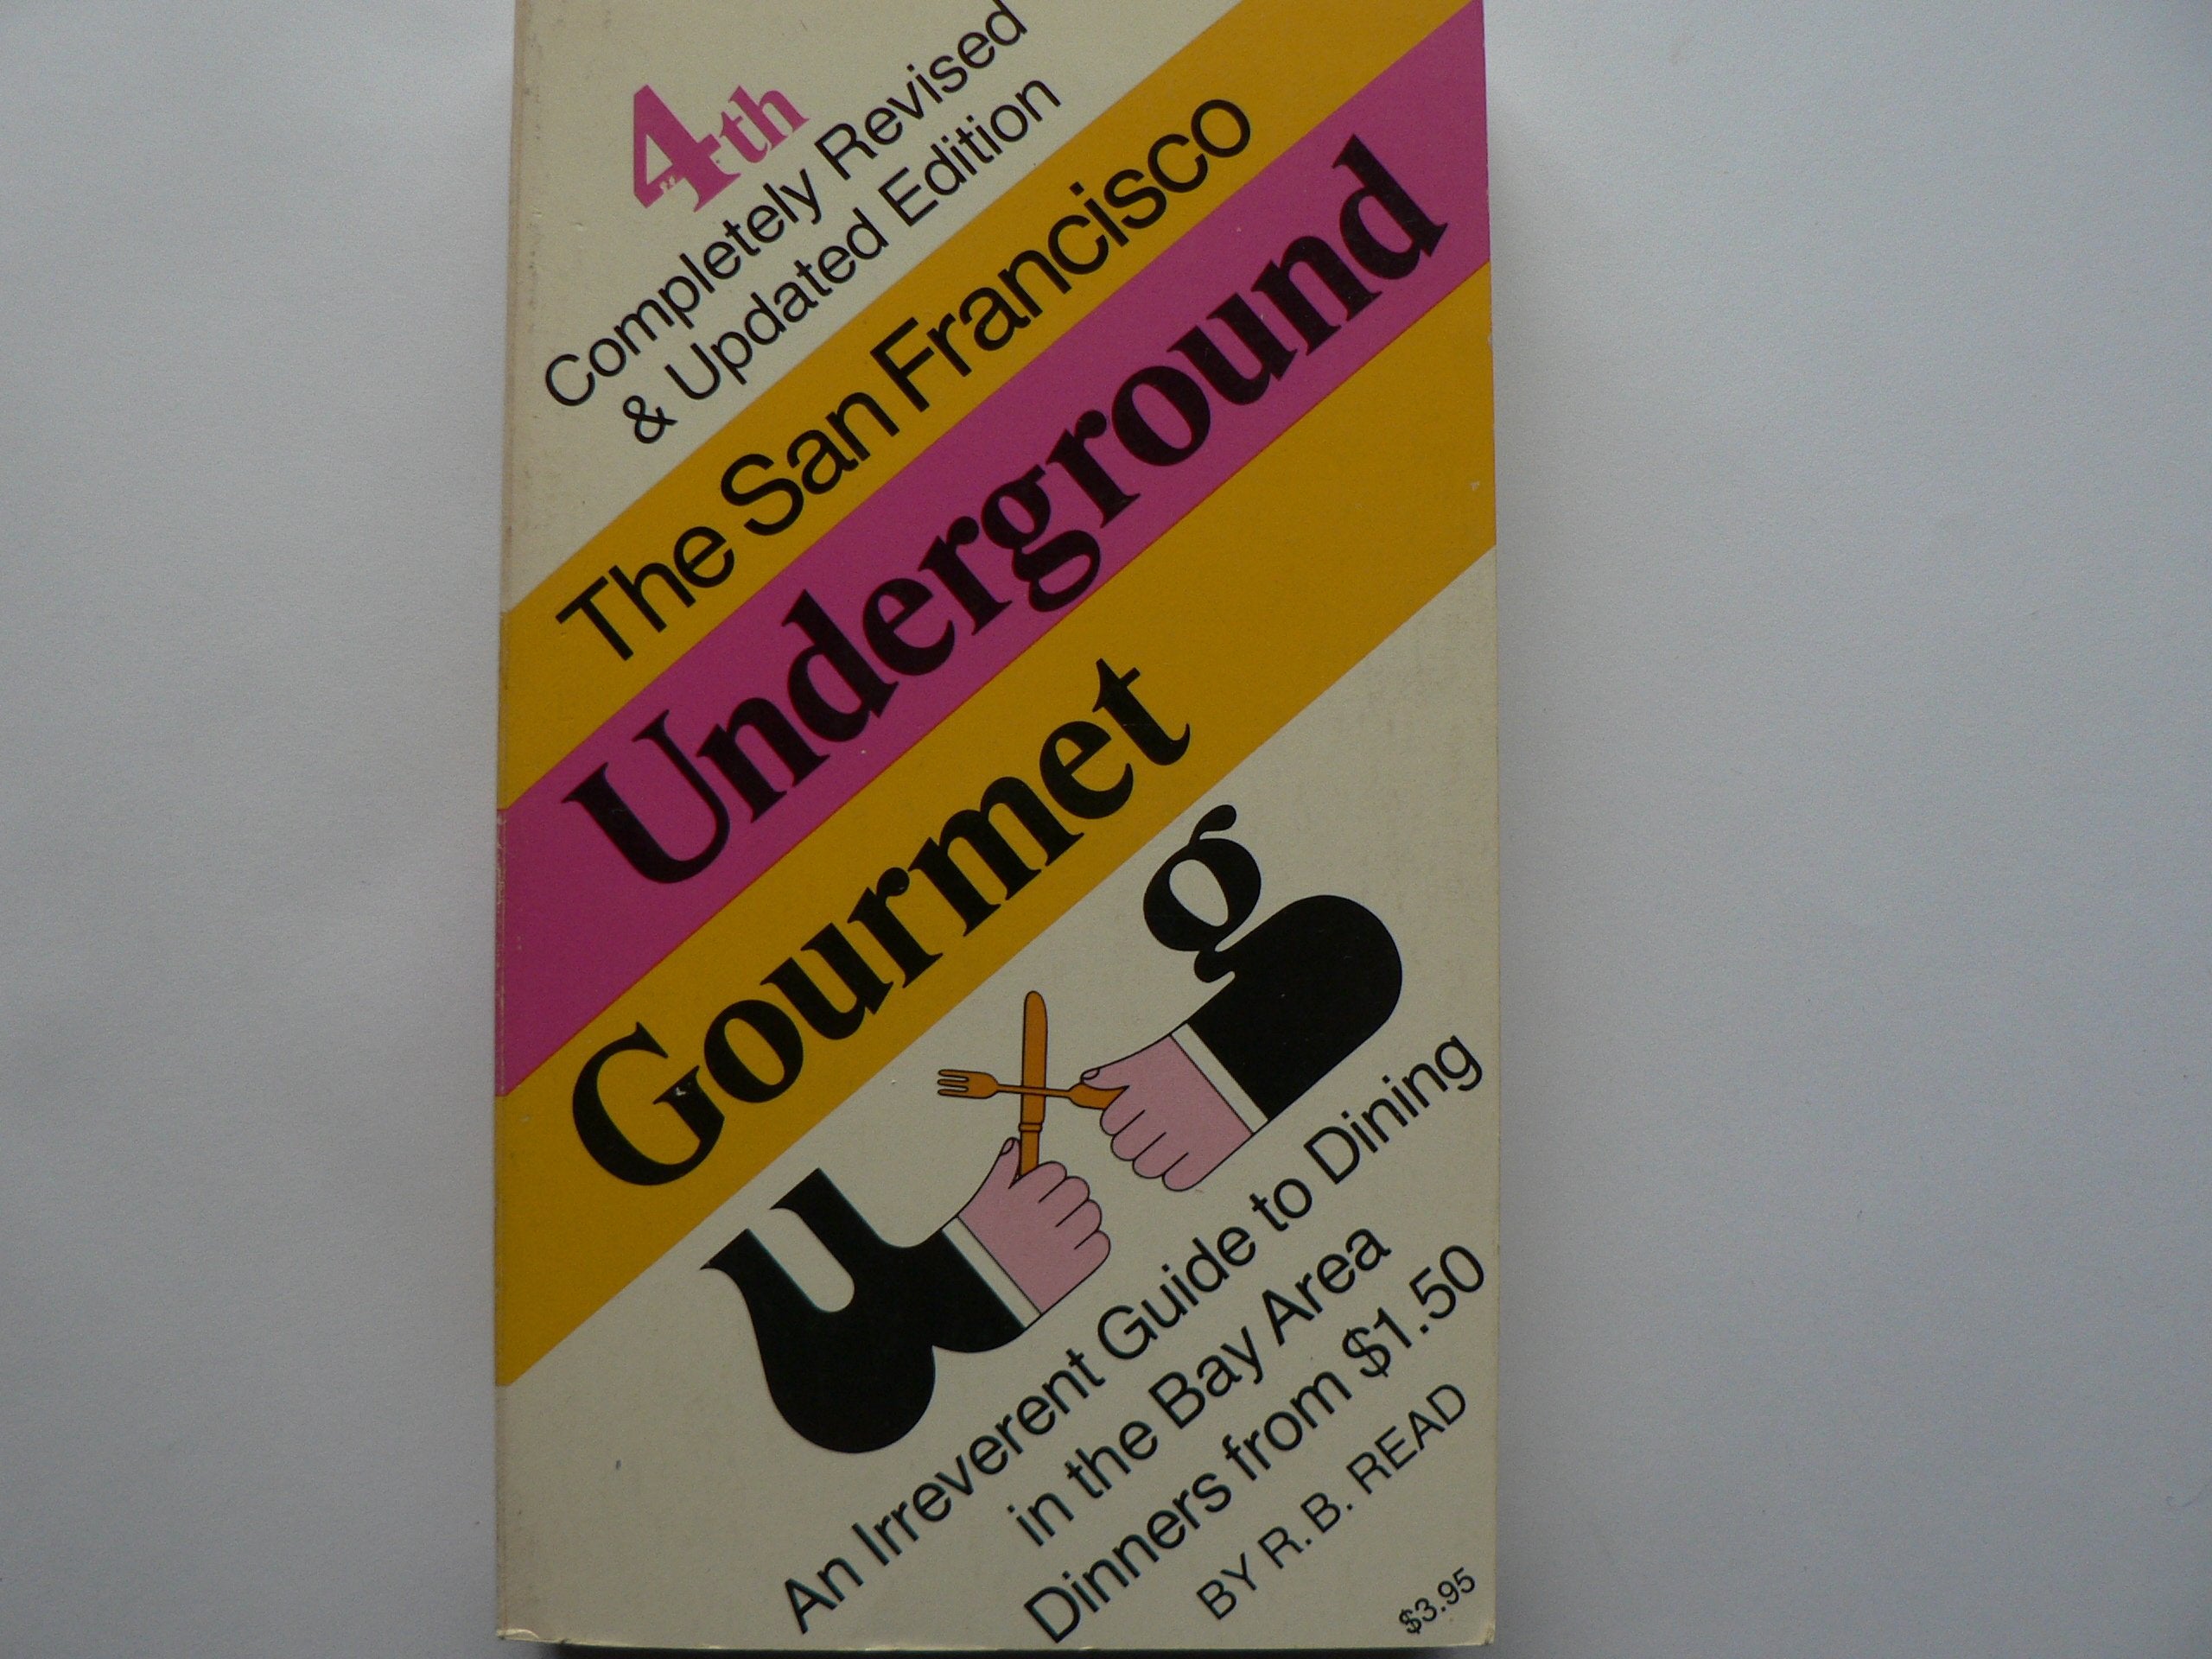 4th
Completely Revised
& Updated Edition
The San Francisco
Underground
Gourmet
u g
An Irreverent Guide to Dining
in the Bay Area
Dinners from $1.50
BY R. B. READ
$3.95